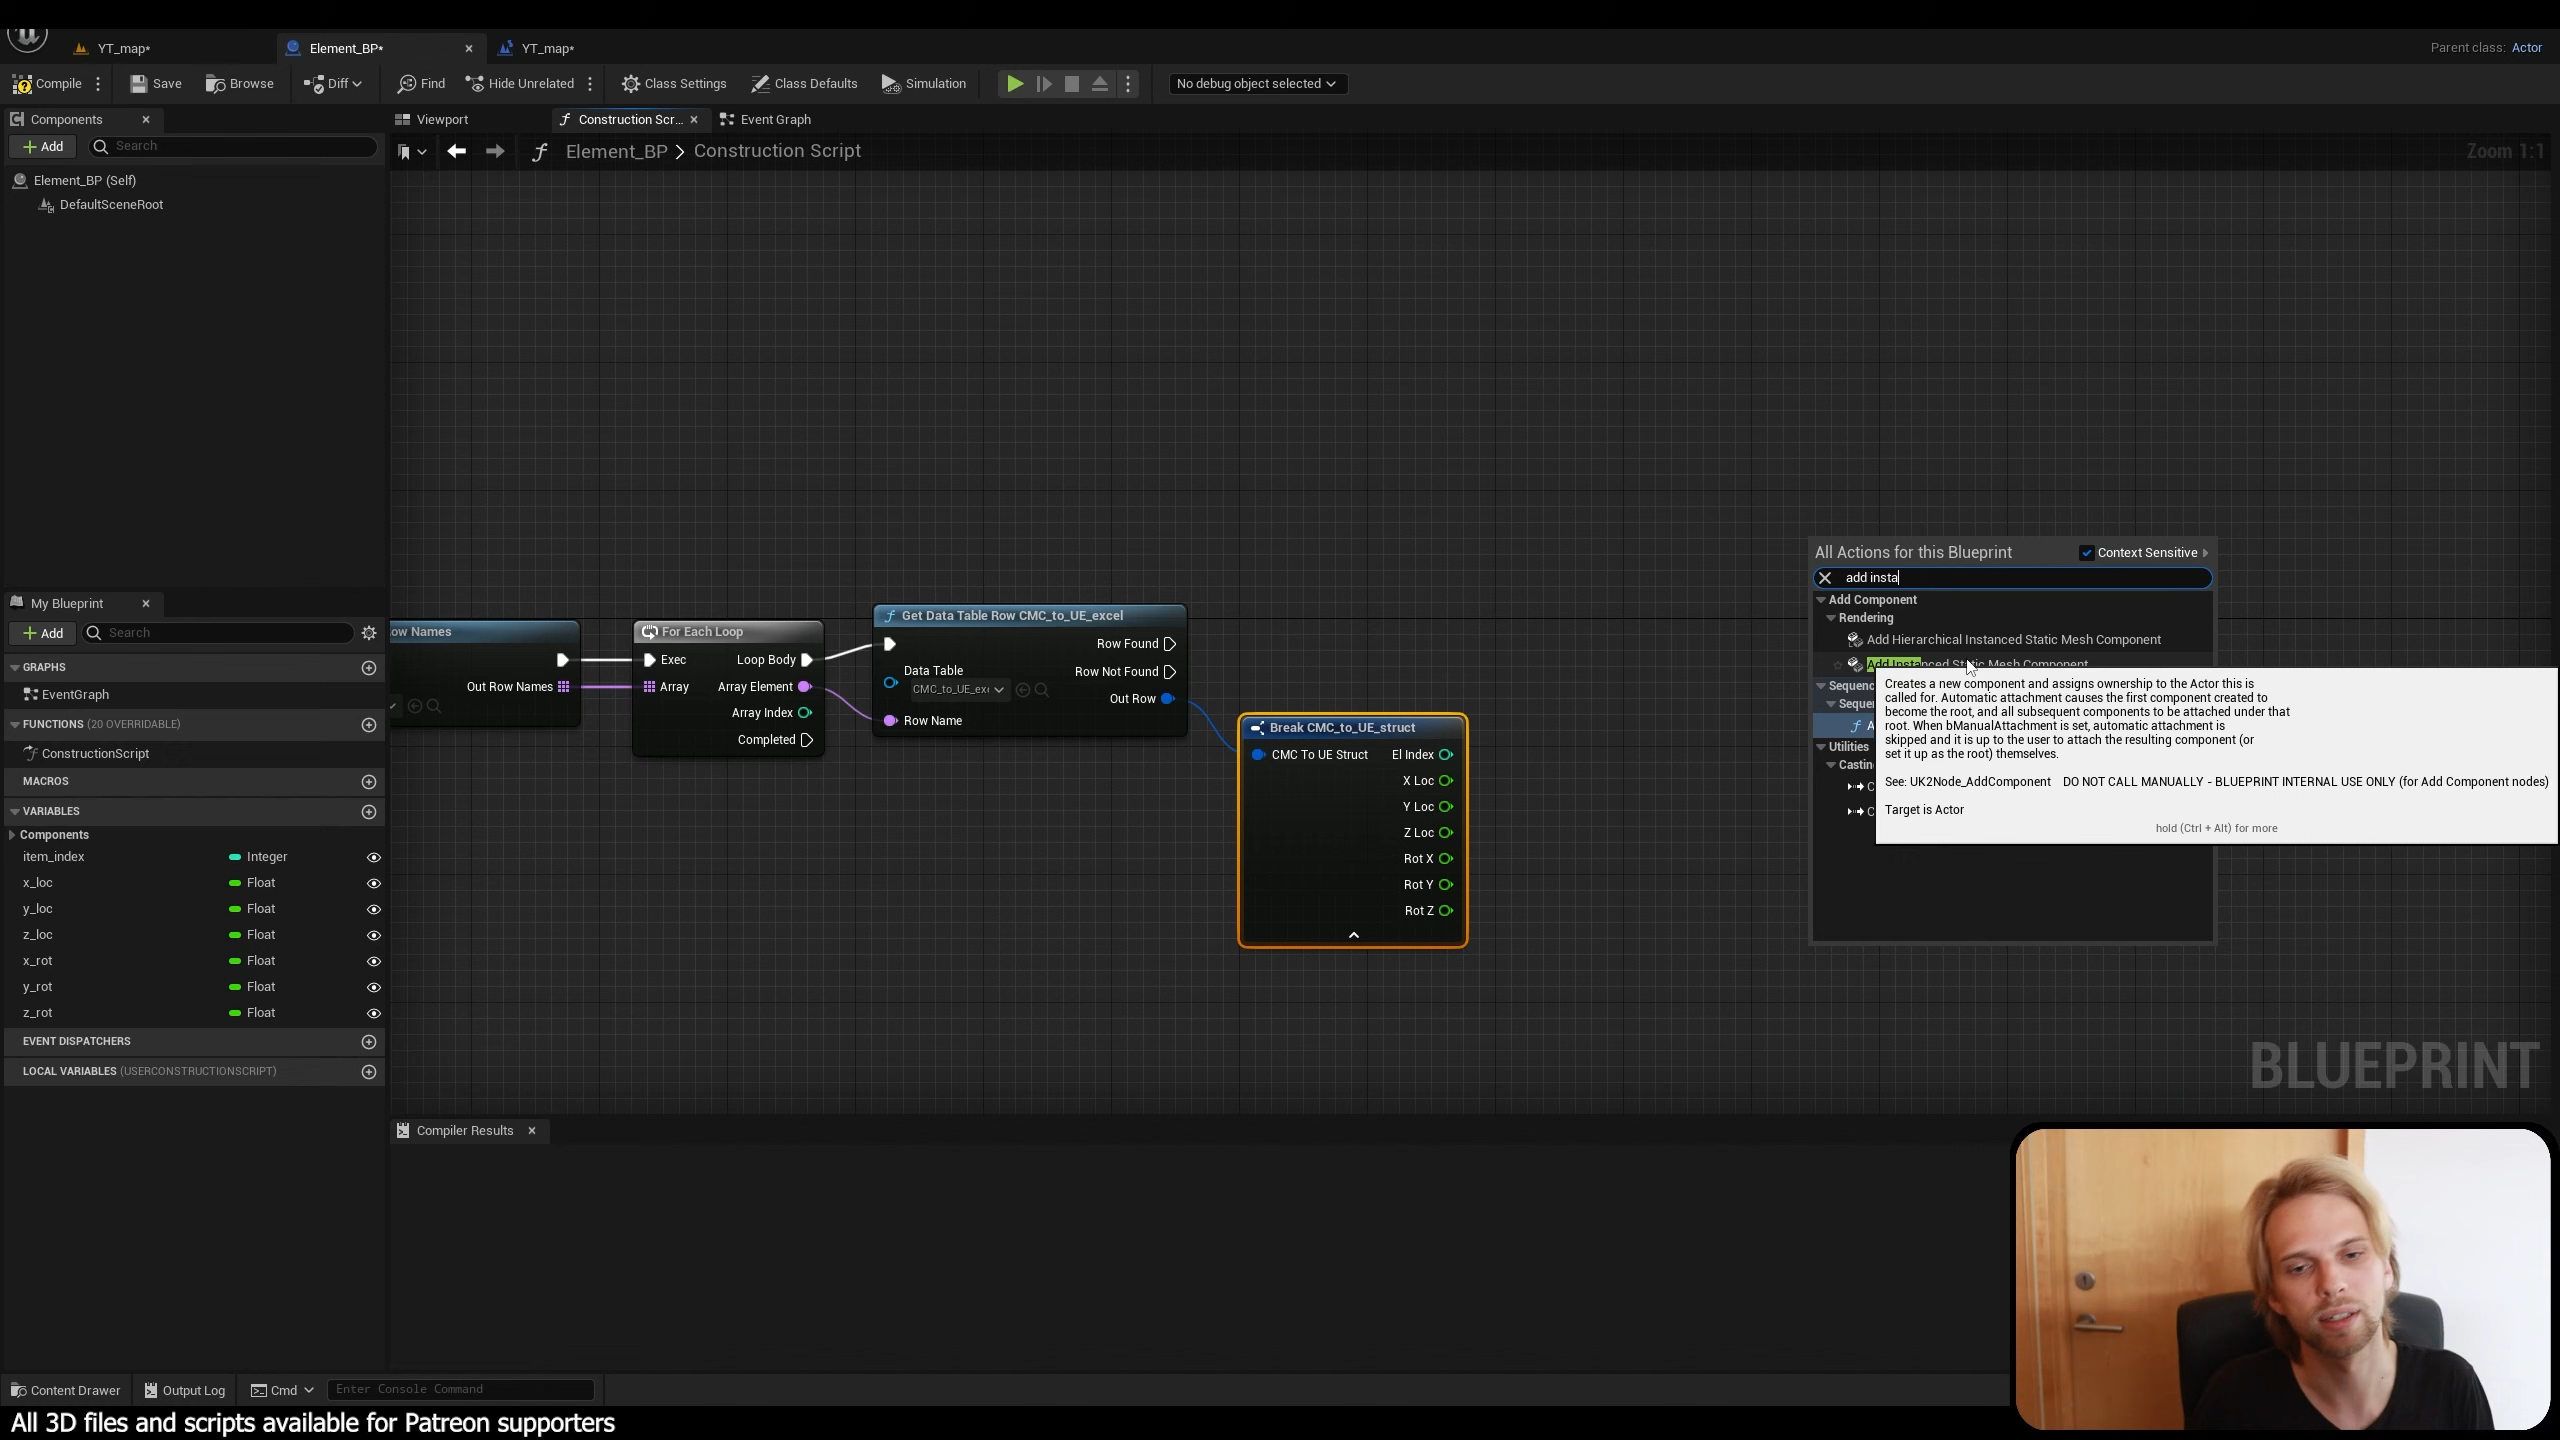 YT_map*
Element_BP*
YT_map*
Parent class: Actor
Compile
Save
Browse
Diff
Find
Hide Unrelated
Class Settings
Class Defaults
Simulation
No debug object selected
Components
Viewport
Construction Scr...
Event Graph
Add
Search
Element_BP > Construction Script
Zoom 1:1
Element_BP (Self)
DefaultSceneRoot
All Actions for this Blueprint
Context Sensitive
add insta
Add Component
Rendering
Add Hierarchical Instanced Static Mesh Component
Add Instanced Static Mesh Component
Creates a new component and assigns ownership to the Actor this is
called for. Automatic attachment causes the first component created to
become the root, and all subsequent components to be attached under that
root. When bManualAttachment is set, automatic attachment is
skipped and it is up to the user to attach the resulting component (or
set it up as the root) themselves.
See: UK2Node_AddComponent DO NOT CALL MANUALLY - BLUEPRINT INTERNAL USE ONLY (for Add Component nodes)
Target is Actor
hold (Ctrl + Alt) for more
Sequenc
Seque
A
Utilities
Castin
C
C
ow Names
Out Row Names
For Each Loop
Exec
Loop Body
Array
Array Element
Array Index
Completed
Get Data Table Row CMC_to_UE_excel
Row Found
Data Table
Row Not Found
CMC_to_UE_ex
Out Row
Row Name
Break CMC_to_UE_struct
CMC To UE Struct
El Index
X Loc
Y Loc
Z Loc
Rot X
Rot Y
Rot Z
My Blueprint
Add
Search
GRAPHS
EventGraph
FUNCTIONS (20 OVERRIDABLE)
ConstructionScript
MACROS
VARIABLES
Components
item_index Integer
x_loc Float
y_loc Float
z_loc Float
x_rot Float
y_rot Float
z_rot Float
EVENT DISPATCHERS
LOCAL VARIABLES (USERCONSTRUCTIONSCRIPT)
BLUEPRINT
Compiler Results
Content Drawer
Output Log
Cmd
Enter Console Command
All 3D files and scripts available for Patreon supporters